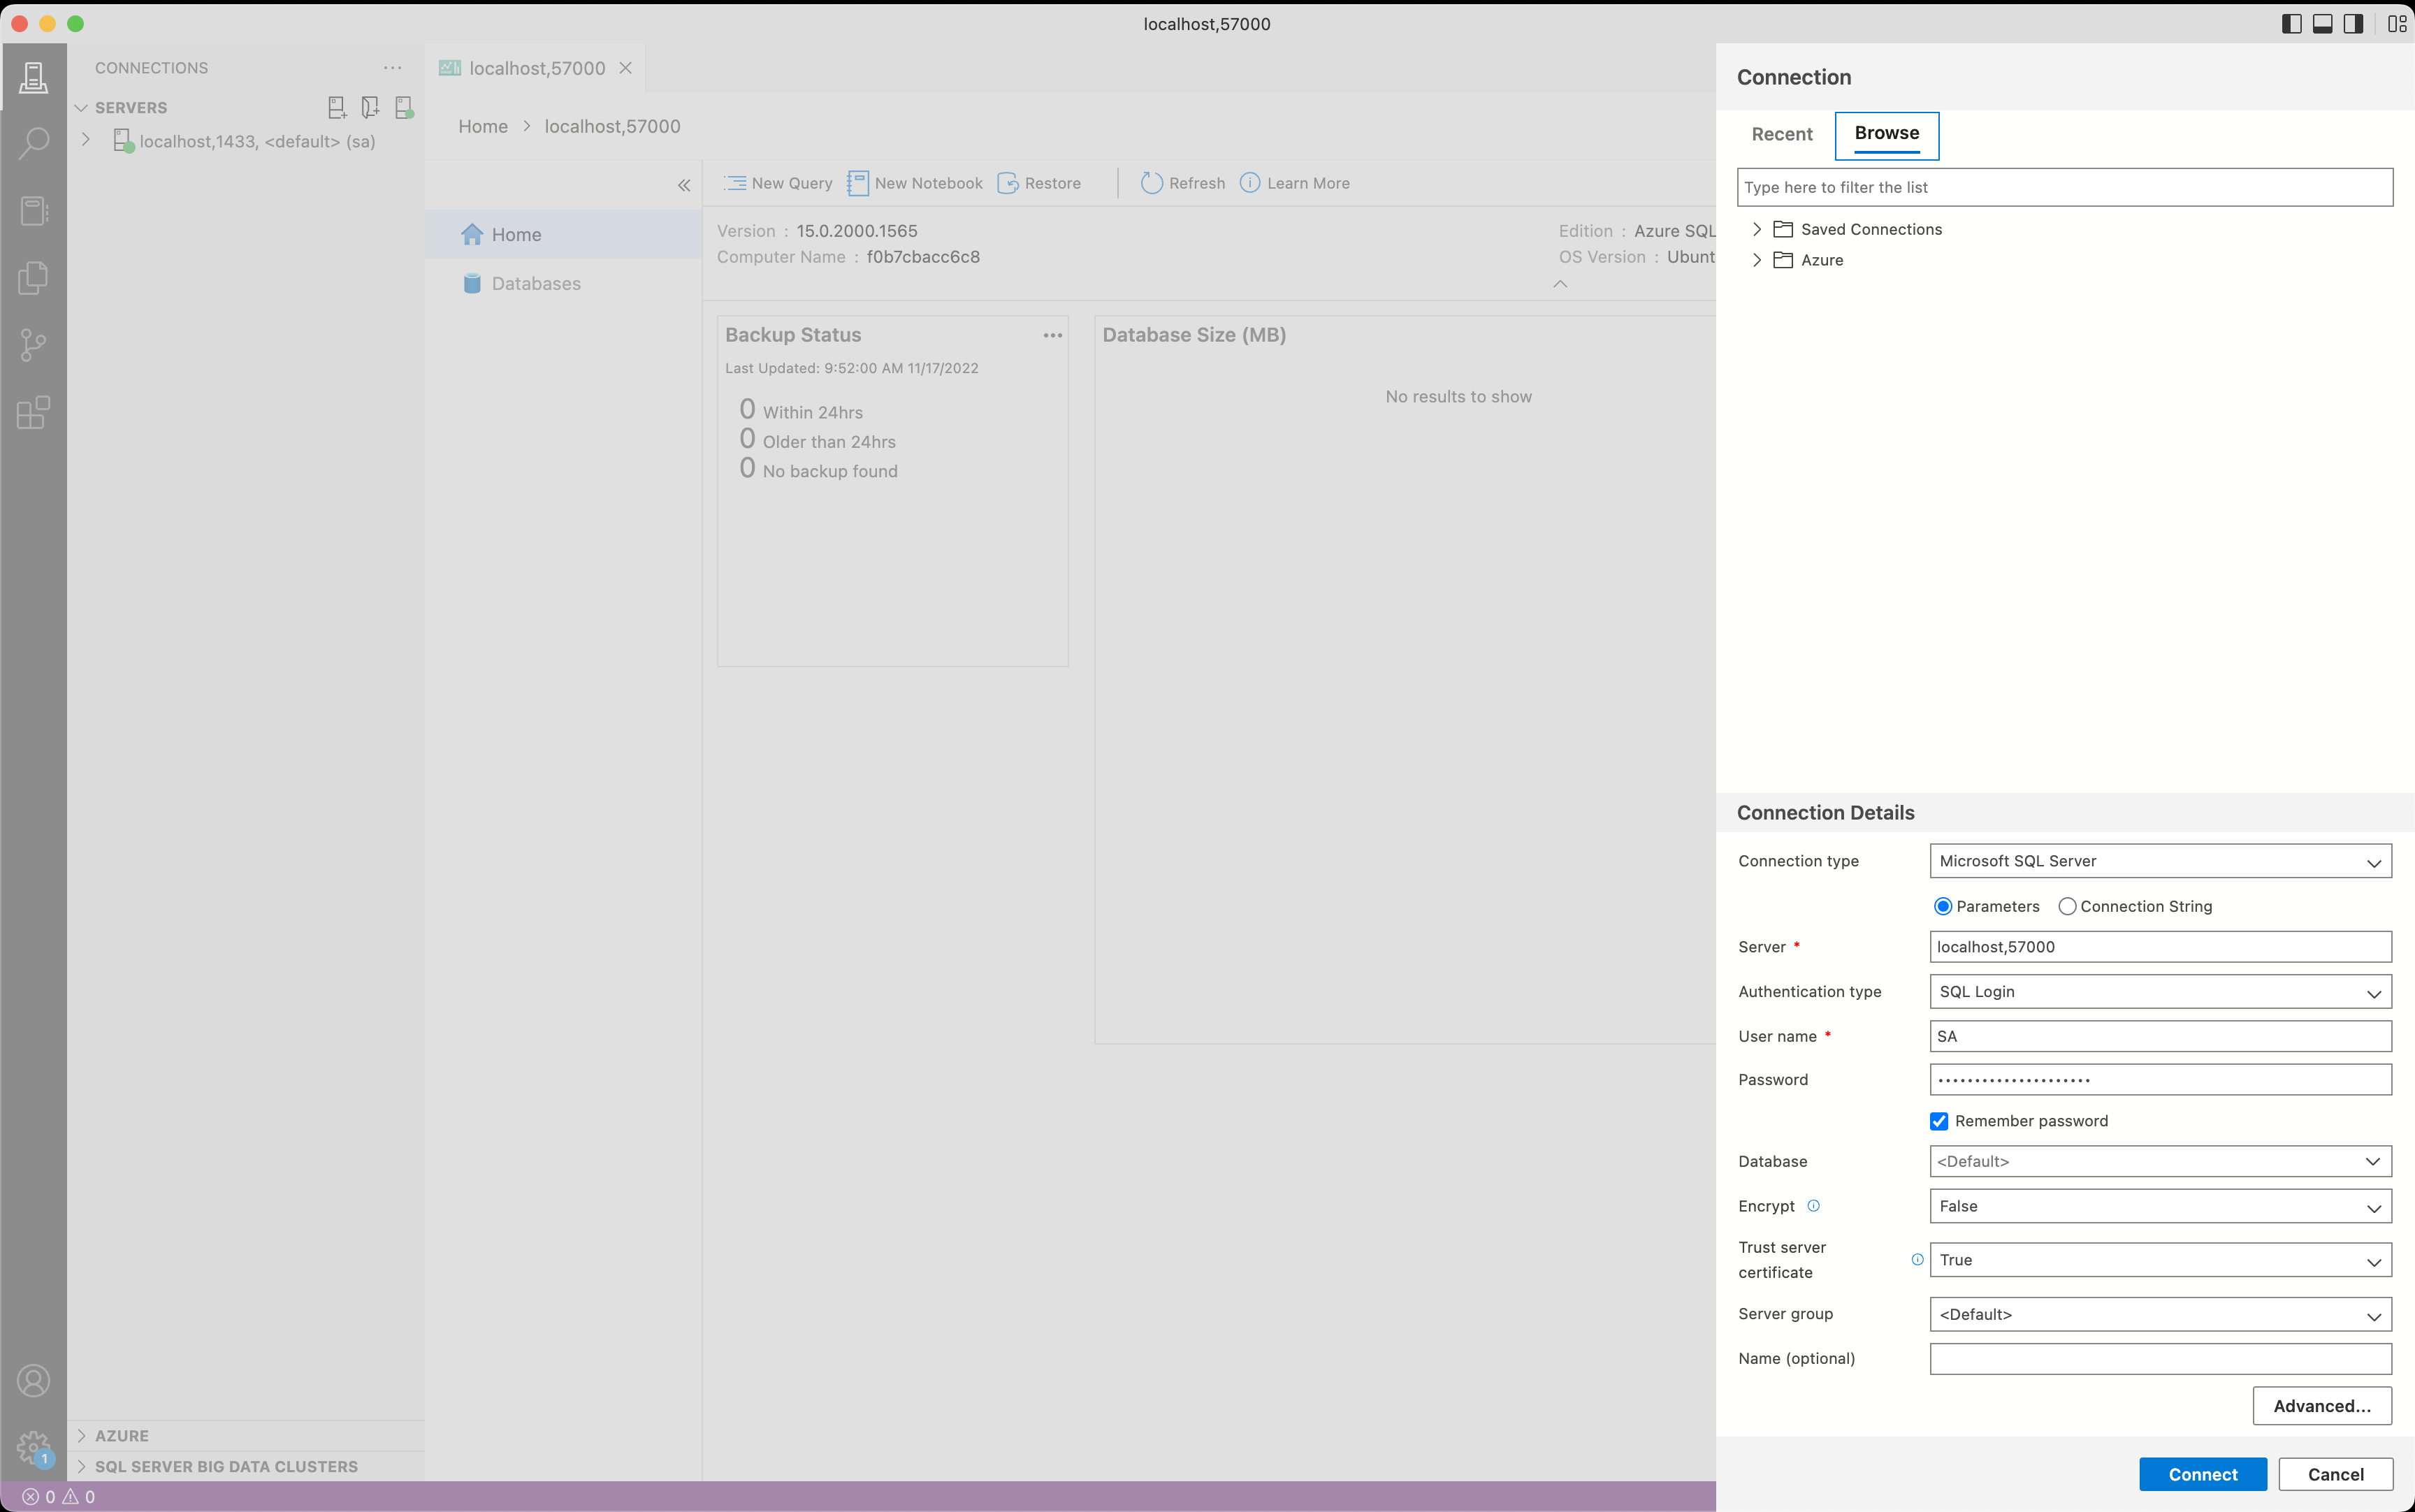 localhost,57000
CONNECTIONS
SERVERS
localhost,1433, <default> (sa)
AZURE
SQL SERVER BIG DATA CLUSTERS
1
0 0
localhost,57000
Home > localhost,57000
Home
Databases
New Query New Notebook Restore Refresh Learn More
Version : 15.0.2000.1565
Computer Name : f0b7cbacc6c8
Edition : Azure SQL
OS Version : Ubunt
Backup Status
Last Updated: 9:52:00 AM 11/17/2022
0 Within 24hrs
0 Older than 24hrs
0 No backup found
Database Size (MB)
No results to show
Connection
Recent Browse
Type here to filter the list
Saved Connections
Azure
Connection Details
Connection type Microsoft SQL Server
Parameters Connection String
Server * localhost,57000
Authentication type SQL Login
User name * SA
Password •••••••••••••••••••••
Remember password
Database <Default>
Encrypt False
Trust server
certificate True
Server group <Default>
Name (optional)
Advanced...
Connect Cancel